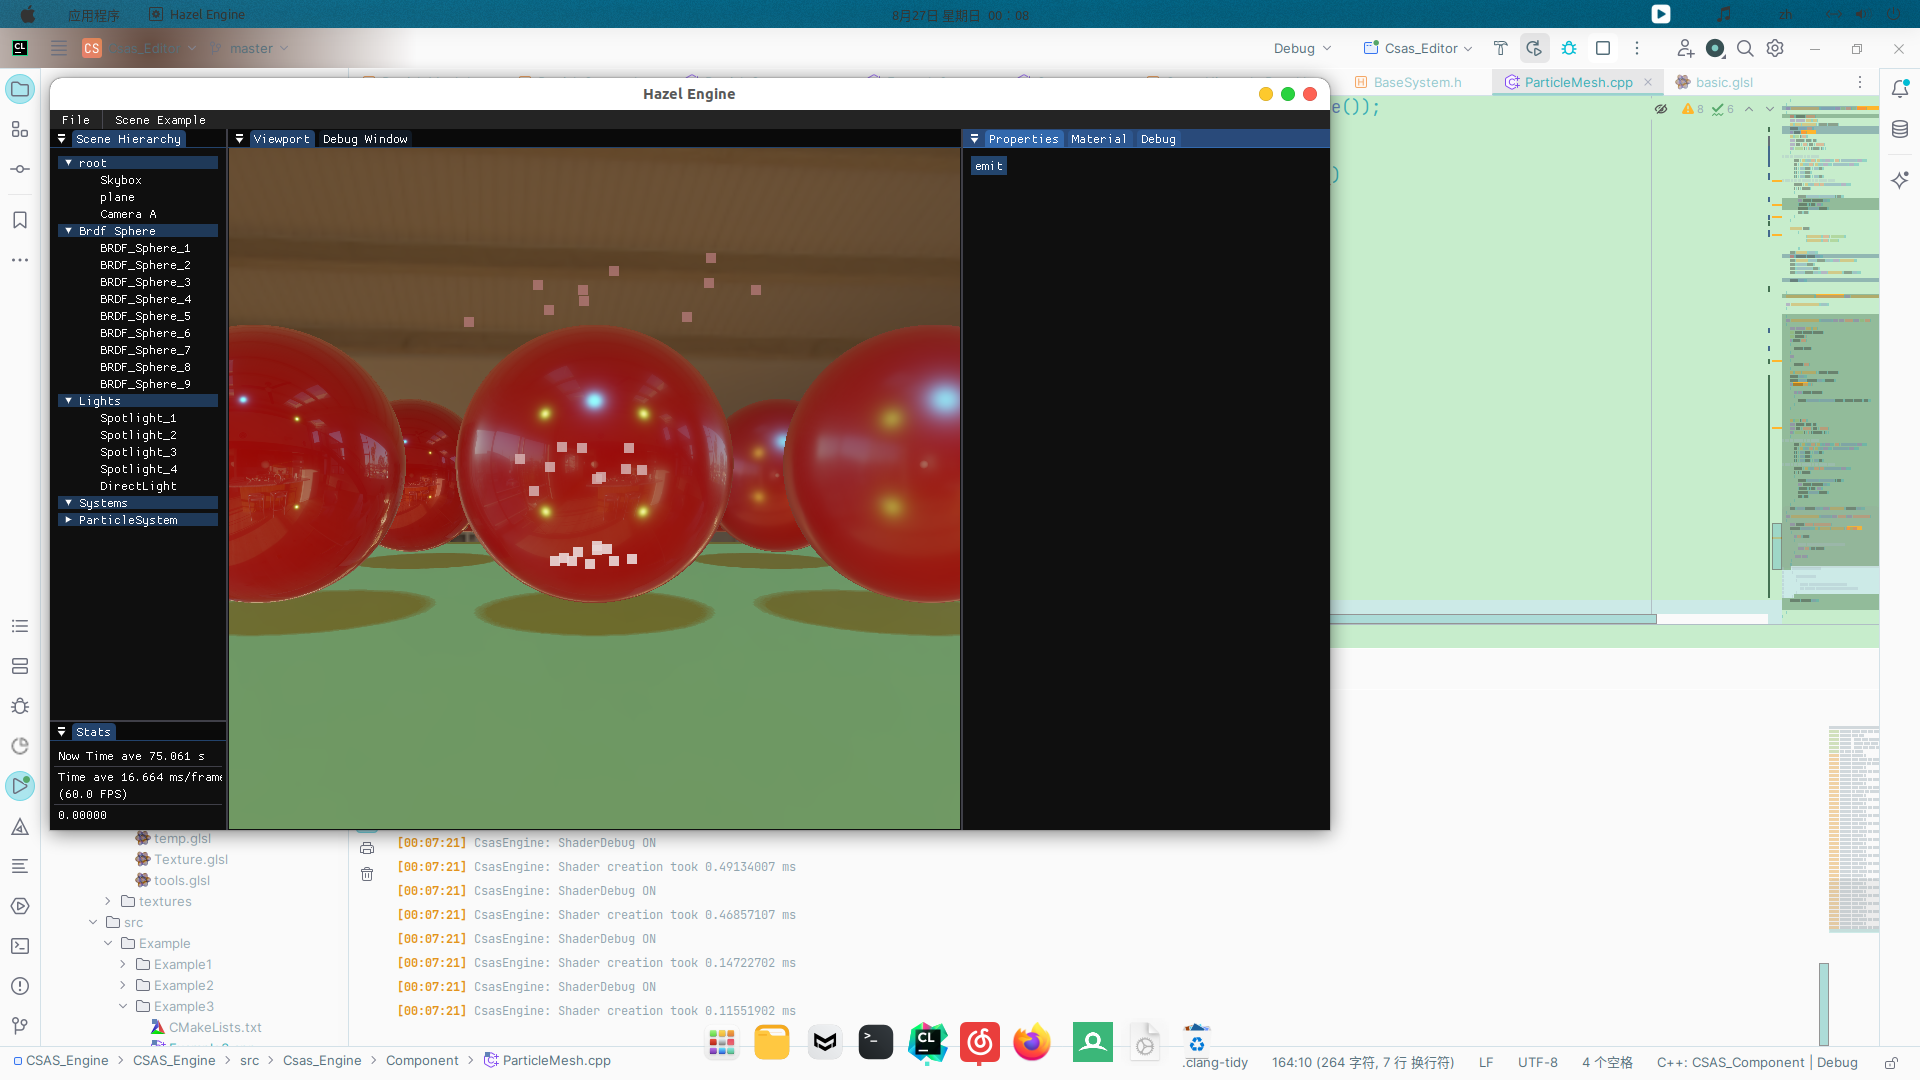 应用程序 Hazel Engine 8月27日 星期日 00：08 zh
CL CS Csas_Editor master Debug Csas_Editor
BaseSystem.h ParticleMesh.cpp basic.glsl
Hazel Engine
e());
8 6
File Scene Example
Scene Hierarchy Viewport Debug Window Properties Material Debug
root
emit
)
Skybox
plane
Camera A
Brdf Sphere
BRDF_Sphere_1
BRDF_Sphere_2
BRDF_Sphere_3
BRDF_Sphere_4
BRDF_Sphere_5
BRDF_Sphere_6
BRDF_Sphere_7
BRDF_Sphere_8
BRDF_Sphere_9
Lights
Spotlight_1
Spotlight_2
Spotlight_3
Spotlight_4
DirectLight
Systems
ParticleSystem
Stats
Now Time ave 75.061 s
Time ave 16.664 ms/frame
(60.0 FPS)
0.00000
temp.glsl
Texture.glsl
tools.glsl
textures
src
Example
Example1
Example2
Example3
CMakeLists.txt
[00:07:21] CsasEngine: ShaderDebug ON
[00:07:21] CsasEngine: Shader creation took 0.49134007 ms
[00:07:21] CsasEngine: ShaderDebug ON
[00:07:21] CsasEngine: Shader creation took 0.46857107 ms
[00:07:21] CsasEngine: ShaderDebug ON
[00:07:21] CsasEngine: Shader creation took 0.14722702 ms
[00:07:21] CsasEngine: ShaderDebug ON
[00:07:21] CsasEngine: Shader creation took 0.11551902 ms
CL
CSAS_Engine CSAS_Engine src Csas_Engine Component ParticleMesh.cpp .clang-tidy 164:10 (264 字符, 7 行 换行符) LF UTF-8 4 个空格 C++: CSAS_Component | Debug